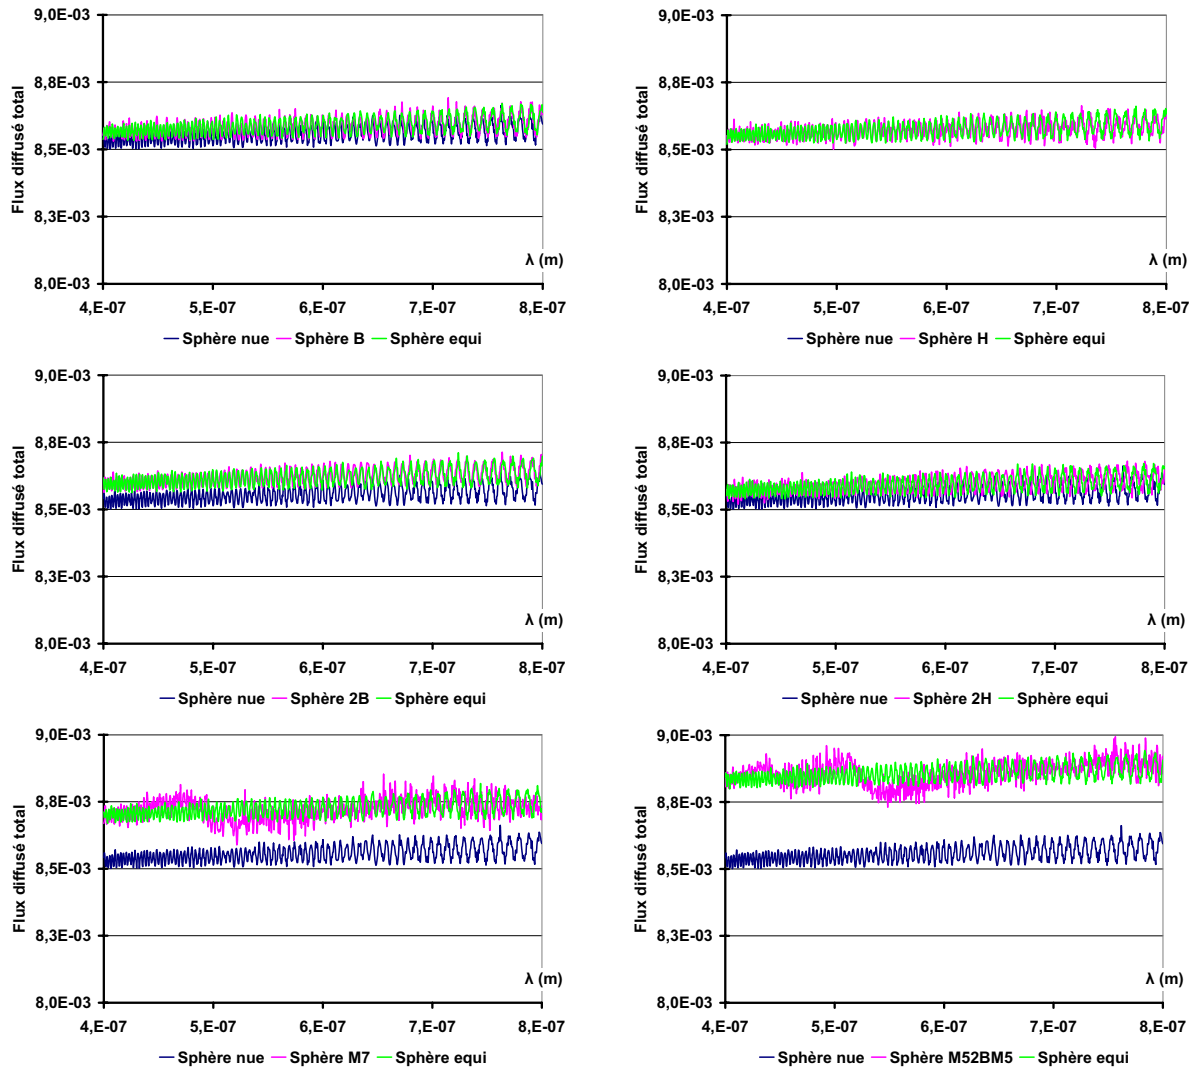 9,0E-03
8,8E-03
8,5E-03
8,3E-03
8,0E-03
Flux diffusé total
λ (m)
4,E-07 5,E-07 6,E-07 7,E-07 8,E-07
Sphère nue Sphère B Sphère equi
9,0E-03
8,8E-03
8,5E-03
8,3E-03
8,0E-03
Flux diffusé total
λ (m)
4,E-07 5,E-07 6,E-07 7,E-07 8,E-07
Sphère nue Sphère H Sphère equi
9,0E-03
8,8E-03
8,5E-03
8,3E-03
8,0E-03
Flux diffusé total
λ (m)
4,E-07 5,E-07 6,E-07 7,E-07 8,E-07
Sphère nue Sphère 2B Sphère equi
9,0E-03
8,8E-03
8,5E-03
8,3E-03
8,0E-03
Flux diffusé total
λ (m)
4,E-07 5,E-07 6,E-07 7,E-07 8,E-07
Sphère nue Sphère 2H Sphère equi
9,0E-03
8,8E-03
8,5E-03
8,3E-03
8,0E-03
Flux diffusé total
λ (m)
4,E-07 5,E-07 6,E-07 7,E-07 8,E-07
Sphère nue Sphère M7 Sphère equi
9,0E-03
8,8E-03
8,5E-03
8,3E-03
8,0E-03
Flux diffusé total
λ (m)
4,E-07 5,E-07 6,E-07 7,E-07 8,E-07
Sphère nue Sphère M52BM5 Sphère equi